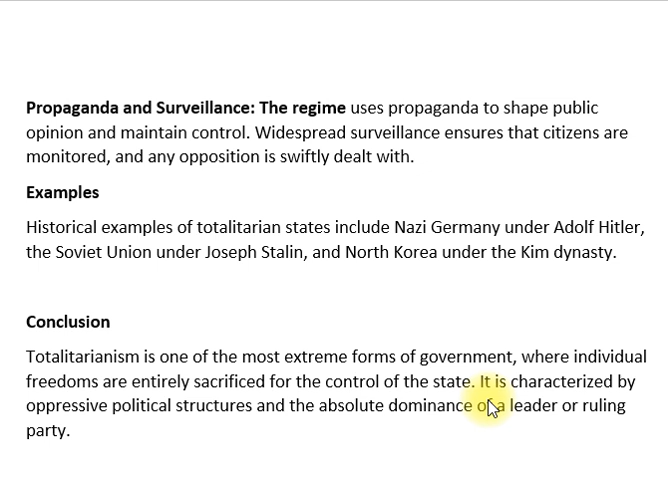 Propaganda and Surveillance: The regime uses propaganda to shape public
opinion and maintain control. Widespread surveillance ensures that citizens are
monitored, and any opposition is swiftly dealt with.
Examples
Historical examples of totalitarian states include Nazi Germany under Adolf Hitler,
the Soviet Union under Joseph Stalin, and North Korea under the Kim dynasty.
Conclusion
Totalitarianism is one of the most extreme forms of government, where individual
freedoms are entirely sacrificed for the control of the state. It is characterized by
oppressive political structures and the absolute dominance of a leader or ruling
party.